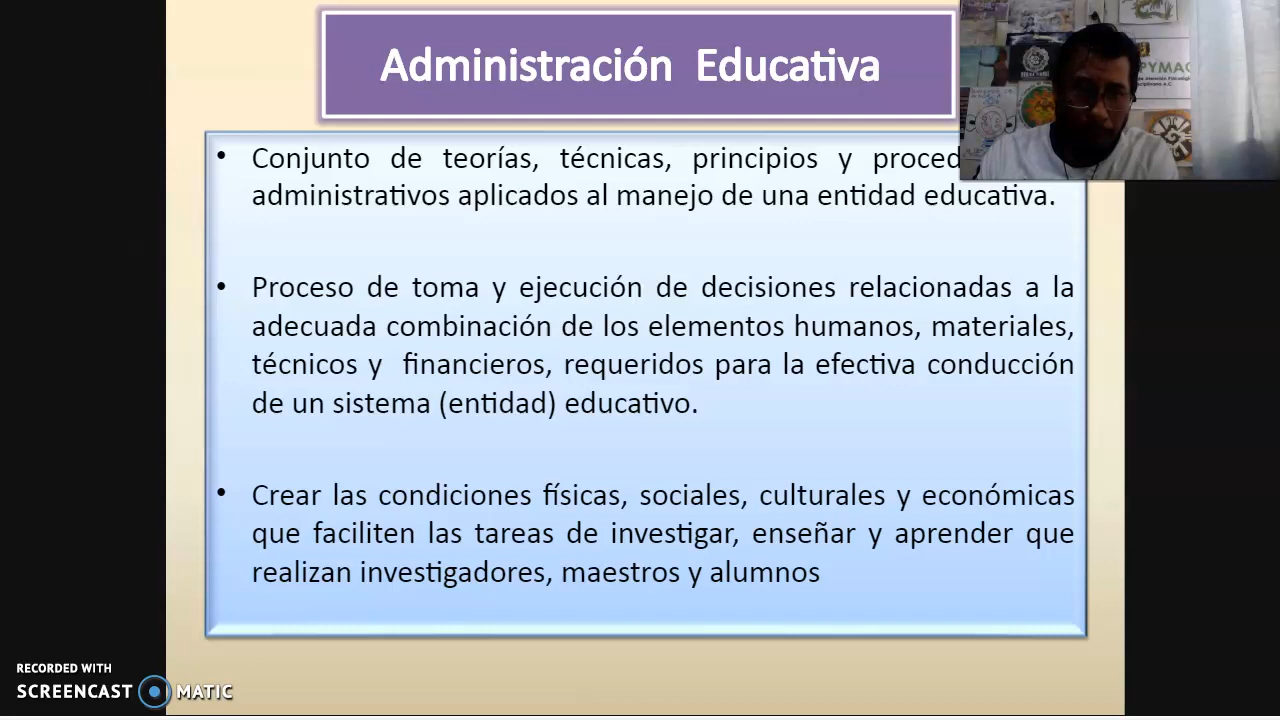 Administración Educativa
• Conjunto de teorías, técnicas, principios y
administrativos aplicados al manejo de una entidad educativa.
• Proceso de toma y ejecución de decisiones relacionadas a la
adecuada combinación de los elementos humanos, materiales,
técnicos y financieros, requeridos para la efectiva conducción
de un sistema (entidad) educativo.
• Crear las condiciones físicas, sociales, culturales y económicas
que faciliten las tareas de investigar, enseñar y aprender que
realizan investigadores, maestros y alumnos
RECORDED WITH
SCREENCAST MATIC